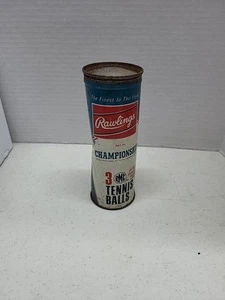 The Finest In The
Rawlings
CHAMPIONSHIP
3
TENNIS
BALLS